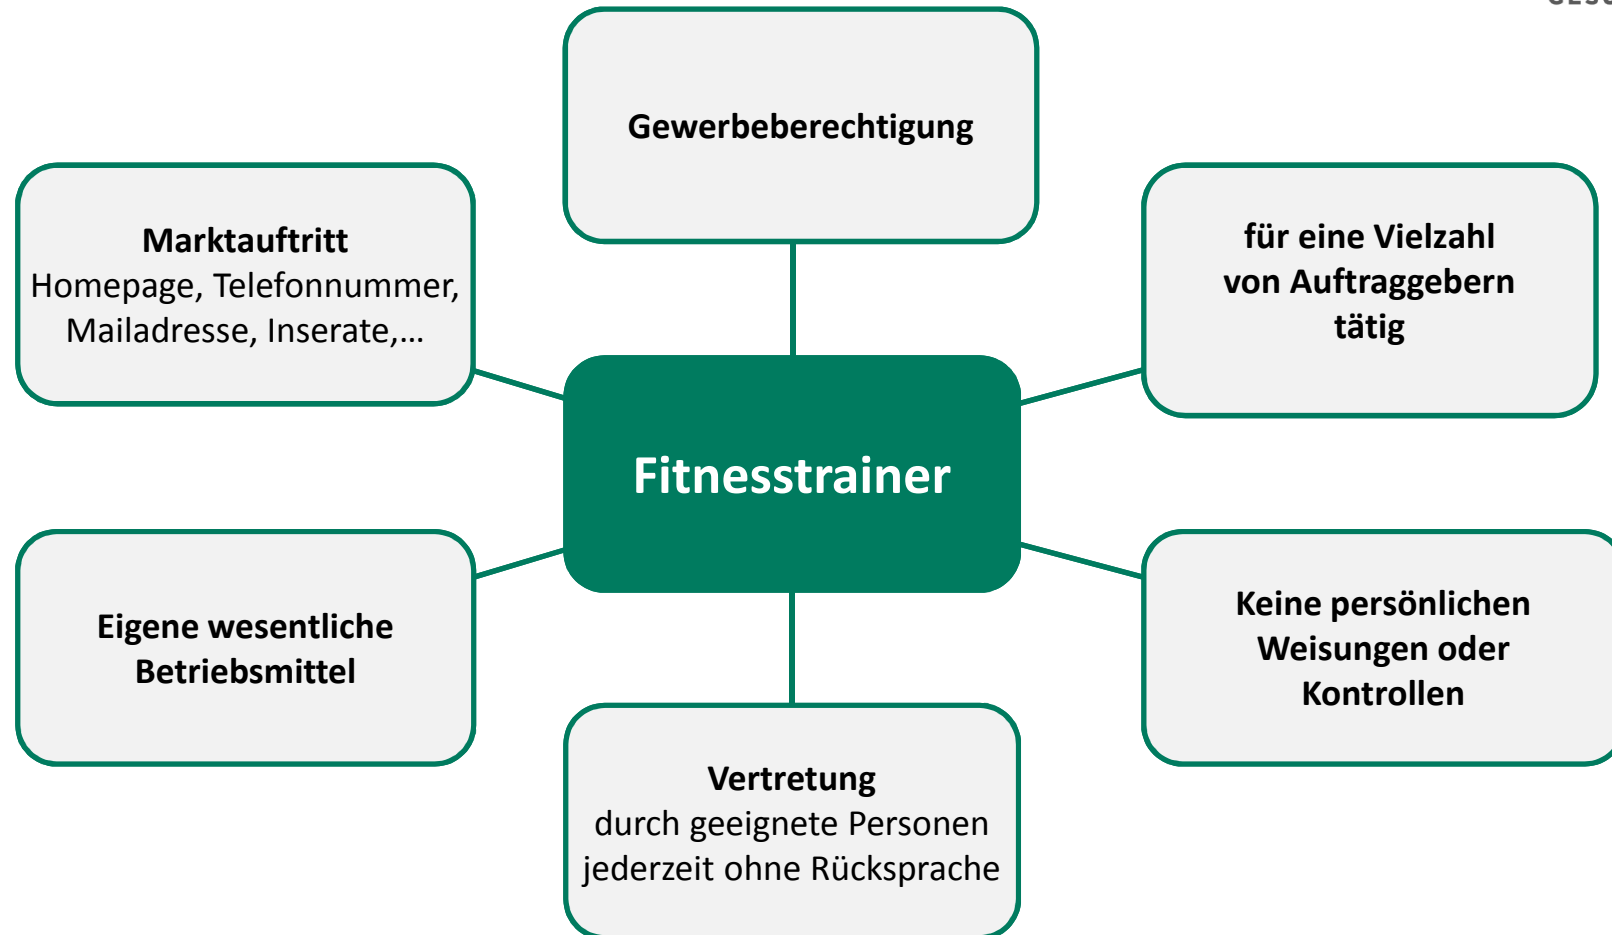 Gewerbeberechtigung
Marktauftritt
Homepage, Telefonnummer,
Mailadresse, Inserate,…
für eine Vielzahl
von Auftraggebern
tätig
Fitnesstrainer
Eigene wesentliche
Betriebsmittel
Keine persönlichen
Weisungen oder
Kontrollen
Vertretung
durch geeignete Personen
jederzeit ohne Rücksprache